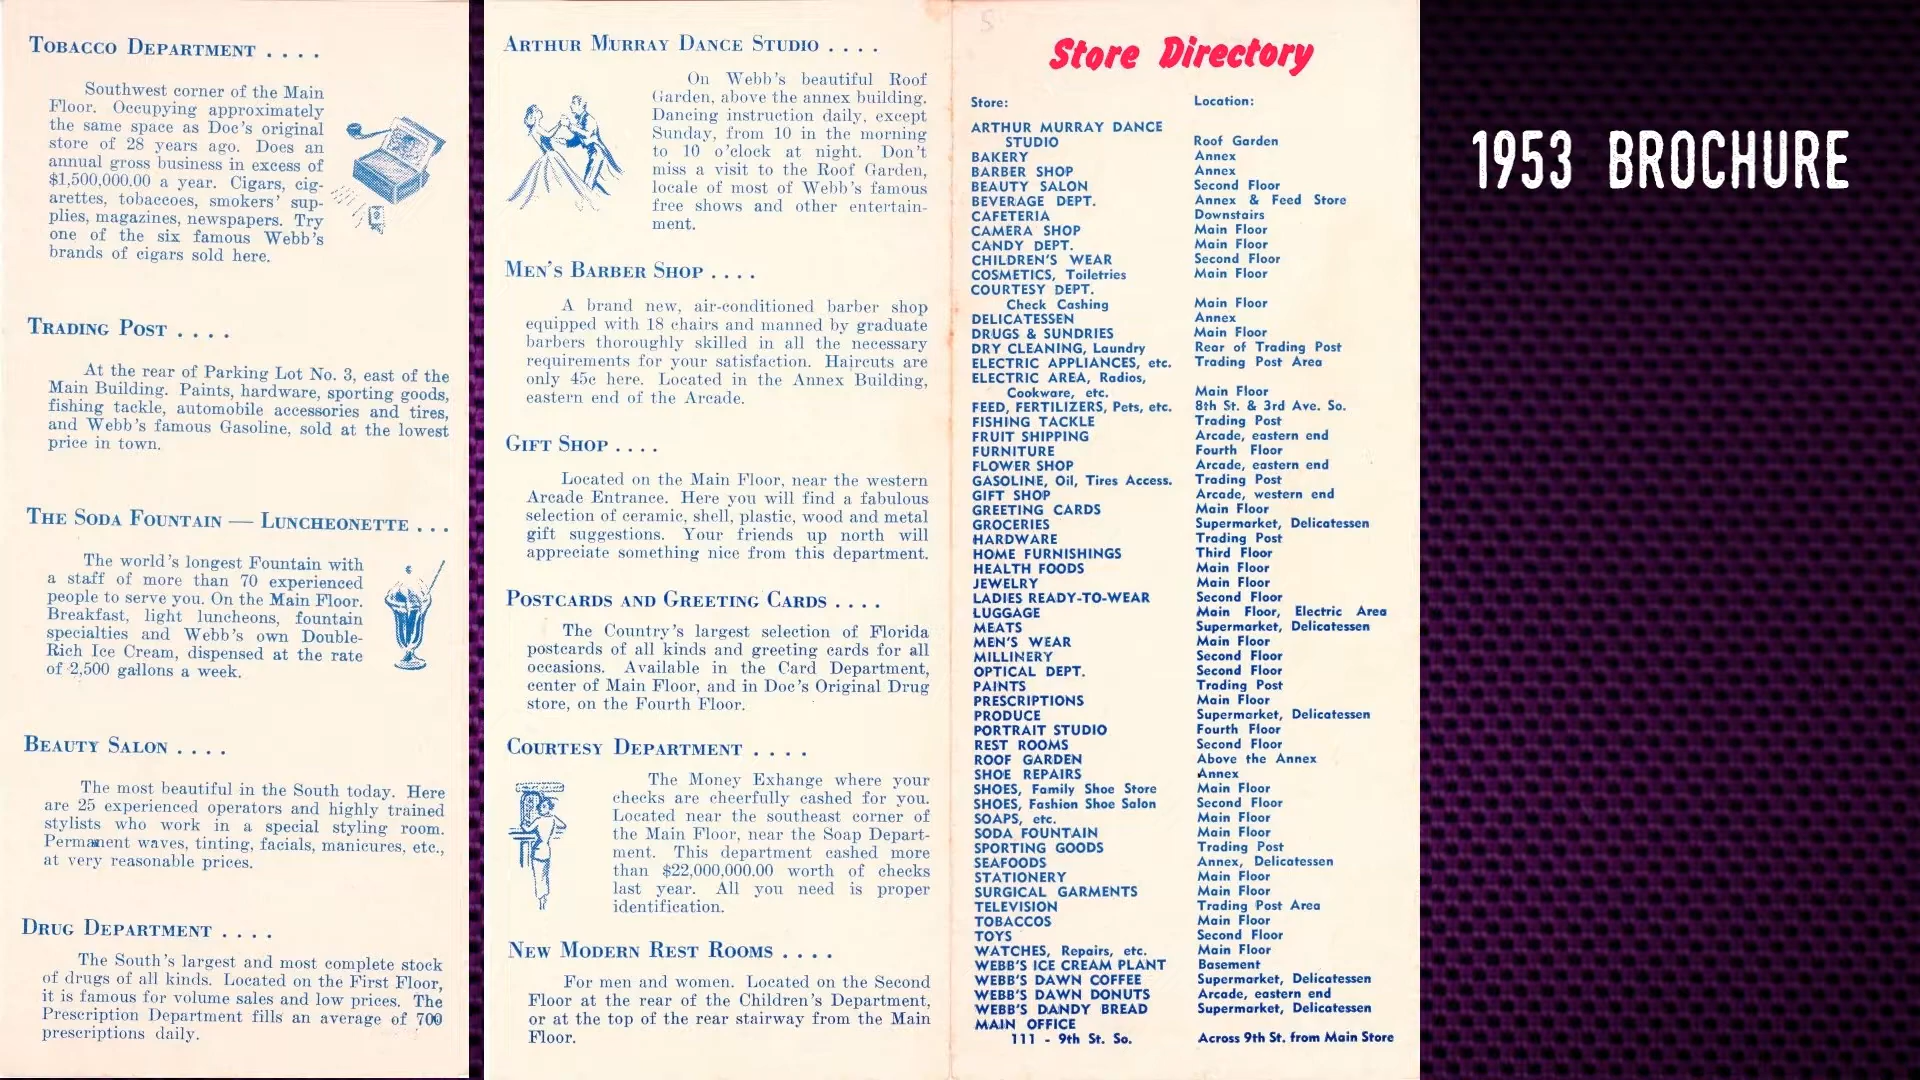 TOBACCO DEPARTMENT . . . .
Southwest corner of the Main
Floor. Occupying approximately
the same space as Doc's original
store of 28 years ago. Does an
annual gross business in excess of
$1,500,000.00 a year. Cigars, cig-
arettes, tobaccoes, smokers' sup-
plies, magazines, newspapers. Try
one of the six famous Webb's
brands of cigars sold here.
TRADING POST . . . .
At the rear of Parking Lot No. 3, east of the
Main Building. Paints, hardware, sporting goods,
fishing tackle, automobile accessories and tires,
and Webb's famous Gasoline, sold at the lowest
price in town.
THE SODA FOUNTAIN — LUNCHEONETTE . . .
The world's longest Fountain with
a staff of more than 70 experienced
people to serve you. On the Main Floor.
Breakfast, light luncheons, fountain
specialties and Webb's own Double-
Rich Ice Cream, dispensed at the rate
of 2,500 gallons a week.
BEAUTY SALON . . . .
The most beautiful in the South today. Here
are 25 experienced operators and highly trained
stylists who work in a special styling room.
Permanent waves, tinting, facials, manicures, etc.,
at very reasonable prices.
DRUG DEPARTMENT . . . .
The South's largest and most complete stock
of drugs of all kinds. Located on the First Floor,
it is famous for volume sales and low prices. The
Prescription Department fills an average of 700
prescriptions daily.
ARTHUR MURRAY DANCE STUDIO . . . .
On Webb's beautiful Roof
Garden, above the annex building.
Dancing instruction daily, except
Sunday, from 10 in the morning
to 10 o'clock at night. Don't
miss a visit to the Roof Garden,
locale of most of Webb's famous
free shows and other entertain-
ment.
MEN'S BARBER SHOP . . . .
A brand new, air-conditioned barber shop
equipped with 18 chairs and manned by graduate
barbers thoroughly skilled in all the necessary
requirements for your satisfaction. Haircuts are
only 45c here. Located in the Annex Building,
eastern end of the Arcade.
GIFT SHOP . . . .
Located on the Main Floor, near the western
Arcade Entrance. Here you will find a fabulous
selection of ceramic, shell, plastic, wood and metal
gift suggestions. Your friends up north will
appreciate something nice from this department.
POSTCARDS AND GREETING CARDS . . . .
The Country's largest selection of Florida
postcards of all kinds and greeting cards for all
occasions. Available in the Card Department,
center of Main Floor, and in Doc's Original Drug
store, on the Fourth Floor.
COURTESY DEPARTMENT . . . .
The Money Exhange where your
checks are cheerfully cashed for you.
Located near the southeast corner of
the Main Floor, near the Soap Depart-
ment. This department cashed more
than $22,000,000.00 worth of checks
last year. All you need is proper
identification.
NEW MODERN REST ROOMS . . . .
For men and women. Located on the Second
Floor at the rear of the Children's Department,
or at the top of the rear stairway from the Main
Floor.
5
Store Directory
Store: Location:
ARTHUR MURRAY DANCE
STUDIO Roof Garden
BAKERY Annex
BARBER SHOP Annex
BEAUTY SALON Second Floor
BEVERAGE DEPT. Annex & Feed Store
CAFETERIA Downstairs
CAMERA SHOP Main Floor
CANDY DEPT. Main Floor
CHILDREN'S WEAR Second Floor
COSMETICS, Toiletries Main Floor
COURTESY DEPT.
Check Cashing Main Floor
DELICATESSEN Annex
DRUGS & SUNDRIES Main Floor
DRY CLEANING, Laundry Rear of Trading Post
ELECTRIC APPLIANCES, etc. Trading Post Area
ELECTRIC AREA, Radios,
Cookware, etc. Main Floor
FEED, FERTILIZERS, Pets, etc. 8th St. & 3rd Ave. So.
FISHING TACKLE Trading Post
FRUIT SHIPPING Arcade, eastern end
FURNITURE Fourth Floor
FLOWER SHOP Arcade, eastern end
GASOLINE, Oil, Tires Access. Trading Post
GIFT SHOP Arcade, western end
GREETING CARDS Main Floor
GROCERIES Supermarket, Delicatessen
HARDWARE Trading Post
HOME FURNISHINGS Third Floor
HEALTH FOODS Main Floor
JEWELRY Main Floor
LADIES READY-TO-WEAR Second Floor
LUGGAGE Main Floor, Electric Area
MEATS Supermarket, Delicatessen
MEN'S WEAR Main Floor
MILLINERY Second Floor
OPTICAL DEPT. Second Floor
PAINTS Trading Post
PRESCRIPTIONS Main Floor
PRODUCE Supermarket, Delicatessen
PORTRAIT STUDIO Fourth Floor
REST ROOMS Second Floor
ROOF GARDEN Above the Annex
SHOE REPAIRS Annex
SHOES, Family Shoe Store Main Floor
SHOES, Fashion Shoe Salon Second Floor
SOAPS, etc. Main Floor
SODA FOUNTAIN Main Floor
SPORTING GOODS Trading Post
SEAFOODS Annex, Delicatessen
STATIONERY Main Floor
SURGICAL GARMENTS Main Floor
TELEVISION Trading Post Area
TOBACCOS Main Floor
TOYS Second Floor
WATCHES, Repairs, etc. Main Floor
WEBB'S ICE CREAM PLANT Basement
WEBB'S DAWN COFFEE Supermarket, Delicatessen
WEBB'S DAWN DONUTS Arcade, eastern end
WEBB'S DANDY BREAD Supermarket, Delicatessen
MAIN OFFICE
111 - 9th St. So. Across 9th St. from Main Store
1953 BROCHURE